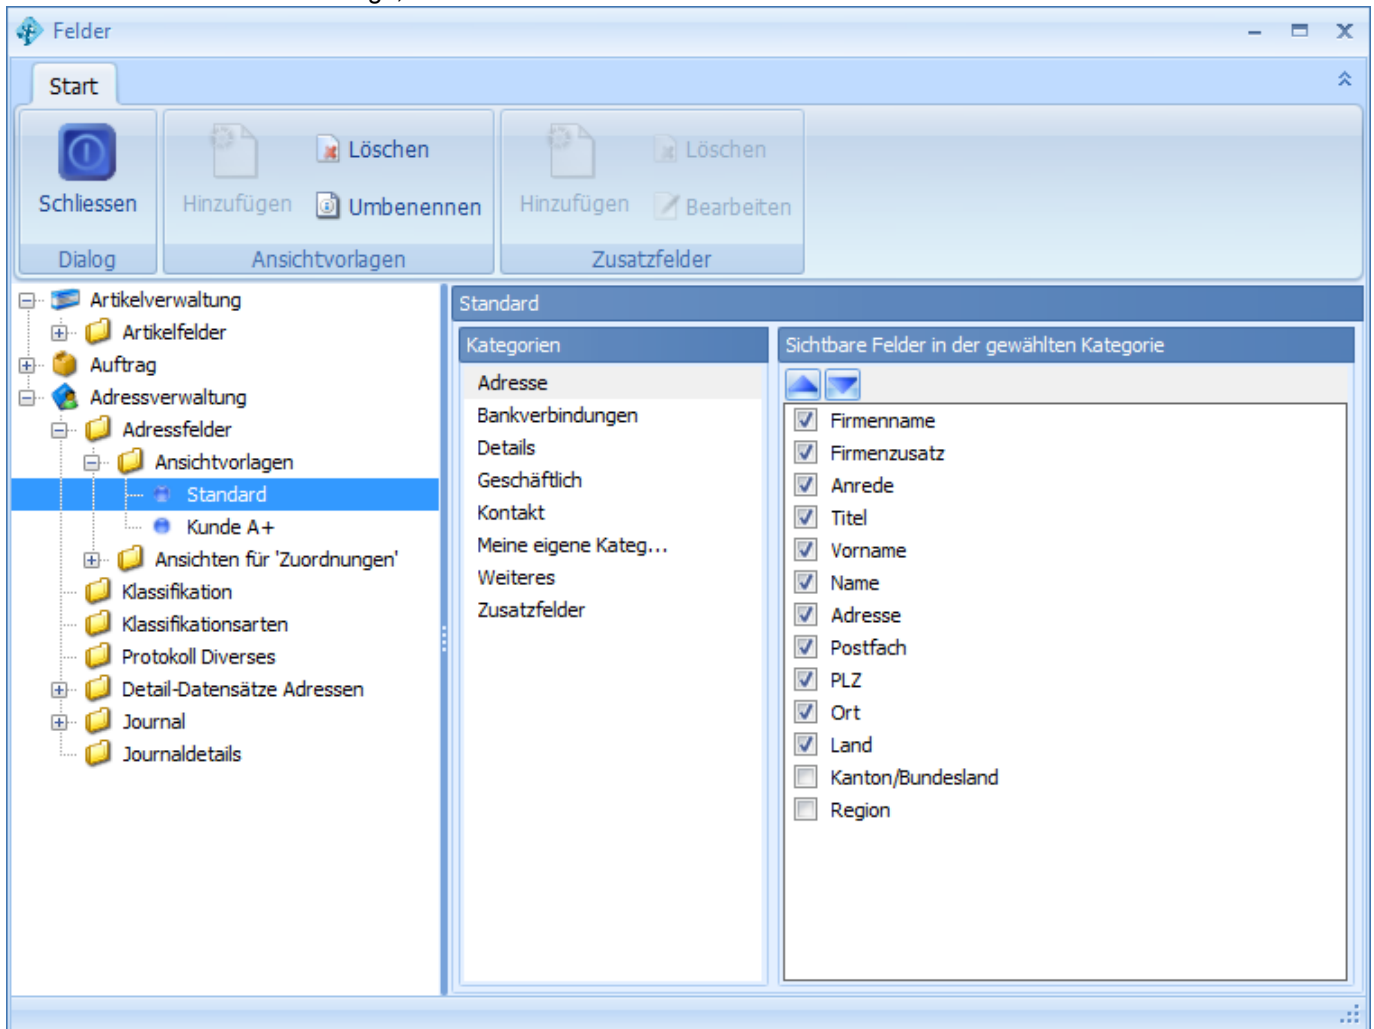 Felder
Start
Schliessen
Hinzufügen
Löschen
Umbenennen
Hinzufügen
Löschen
Bearbeiten
Dialog
Ansichtvorlagen
Zusatzfelder
Artikelverwaltung
Artikelfelder
Auftrag
Adressverwaltung
Adressfelder
Ansichtvorlagen
Standard
Kunde A+
Ansichten für 'Zuordnungen'
Klassifikation
Klassifikationsarten
Protokoll Diverses
Detail-Datensätze Adressen
Journal
Journaldetails
Standard
Kategorien
Adresse
Bankverbindungen
Details
Geschäftlich
Kontakt
Meine eigene Kateg...
Weiteres
Zusatzfelder
Sichtbare Felder in der gewählten Kategorie
Firmenname
Firmenzusatz
Anrede
Titel
Vorname
Name
Adresse
Postfach
PLZ
Ort
Land
Kanton/Bundesland
Region